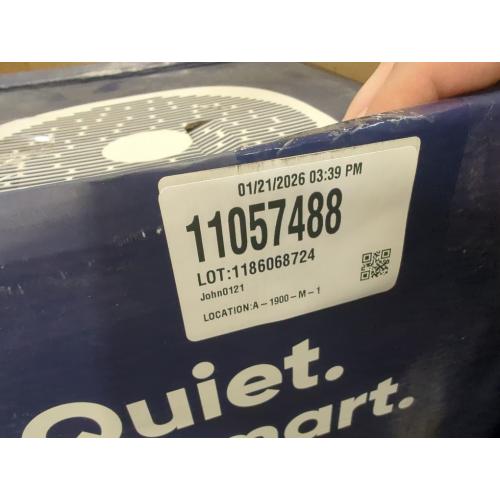 01/21/2026 03:39 PM
11057488
LOT:1186068724
John0121
LOCATION:A-1900-M-1
Quiet.